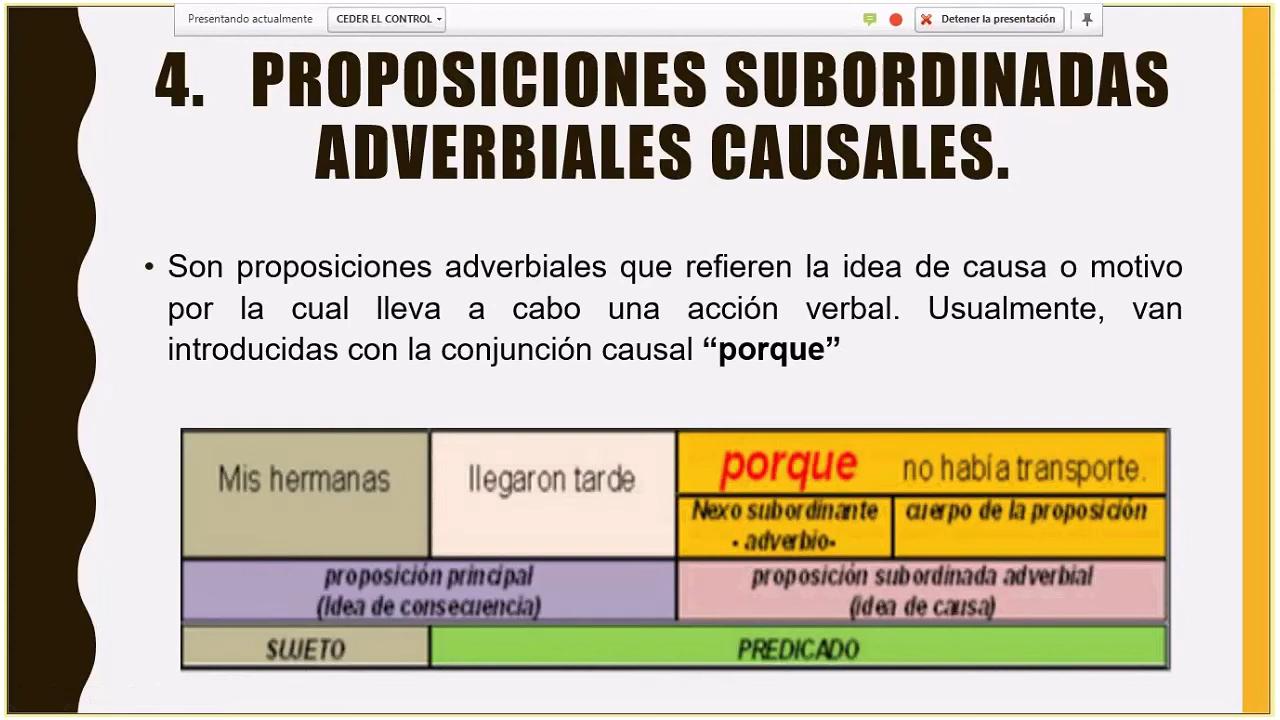 Presentando actualmente CEDER EL CONTROL Detener la presentación
4. PROPOSICIONES SUBORDINADAS
ADVERBIALES CAUSALES.
• Son proposiciones adverbiales que refieren la idea de causa o motivo
por la cual lleva a cabo una acción verbal. Usualmente, van
introducidas con la conjunción causal “porque”
Mis hermanas llegaron tarde porque no había transporte.
Nexo subordinante cuerpo de la proposición
- adverbio-
proposición principal proposición subordinada adverbial
(Idea de consecuencia) (idea de causa)
SUJETO PREDICADO